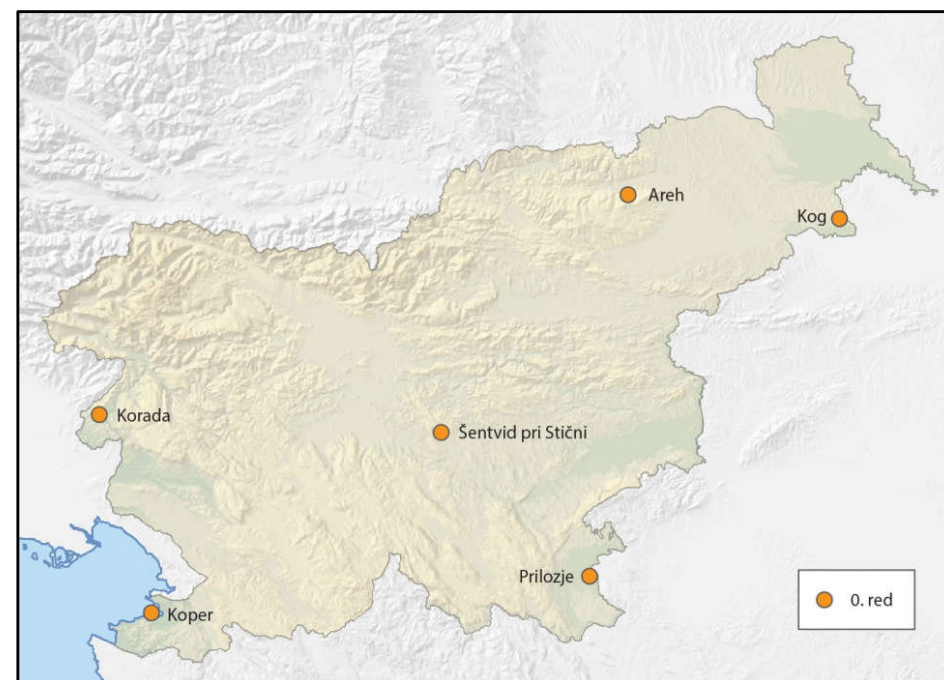 Areh
Kog
Korada
Šentvid pri Stični
Prilozje
Koper
0. red